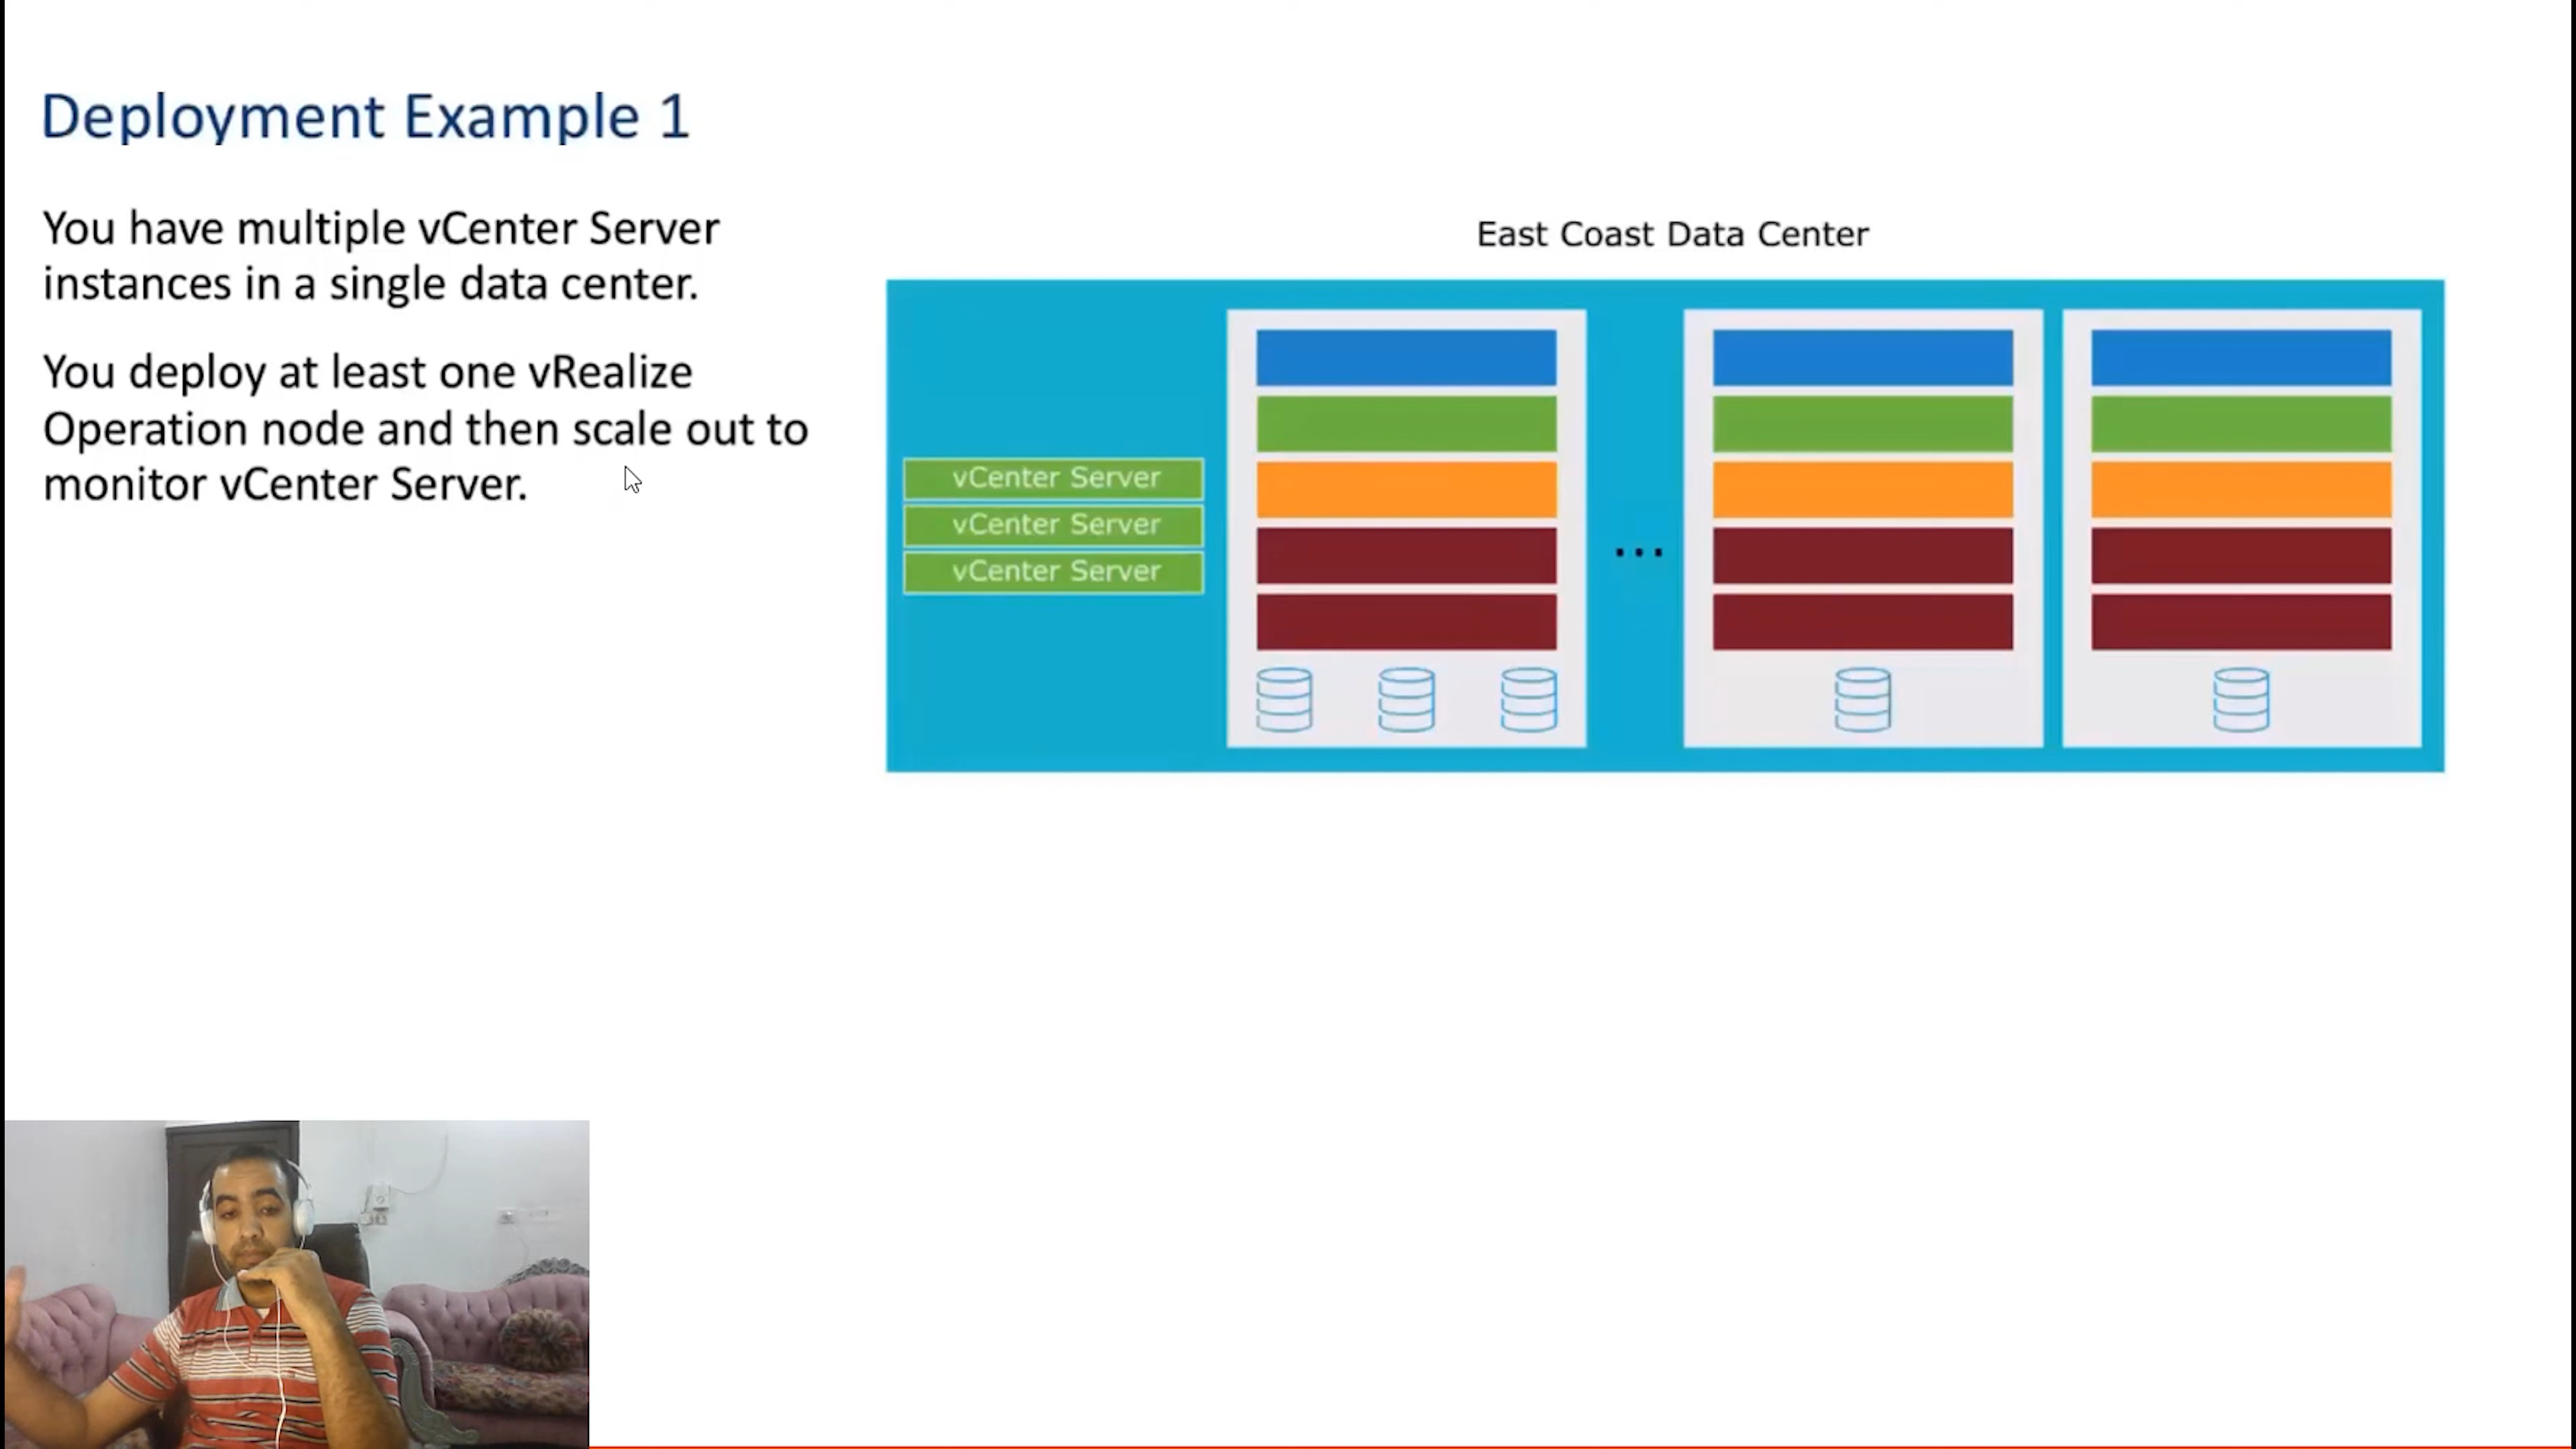 Deployment Example 1
You have multiple vCenter Server
instances in a single data center.
You deploy at least one vRealize
Operation node and then scale out to
monitor vCenter Server.
East Coast Data Center
vCenter Server
vCenter Server
vCenter Server
...